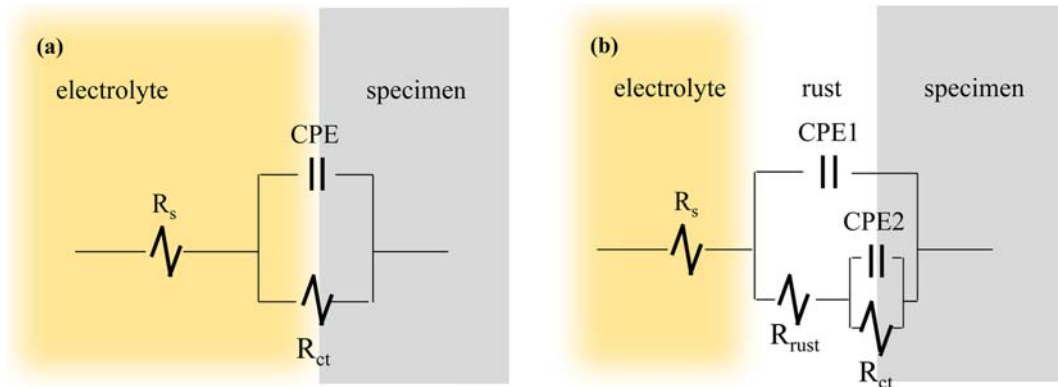 (a)
electrolyte
specimen
CPE
Rs
Rct
(b)
electrolyte
rust
specimen
CPE1
Rs
CPE2
Rrust
Rct